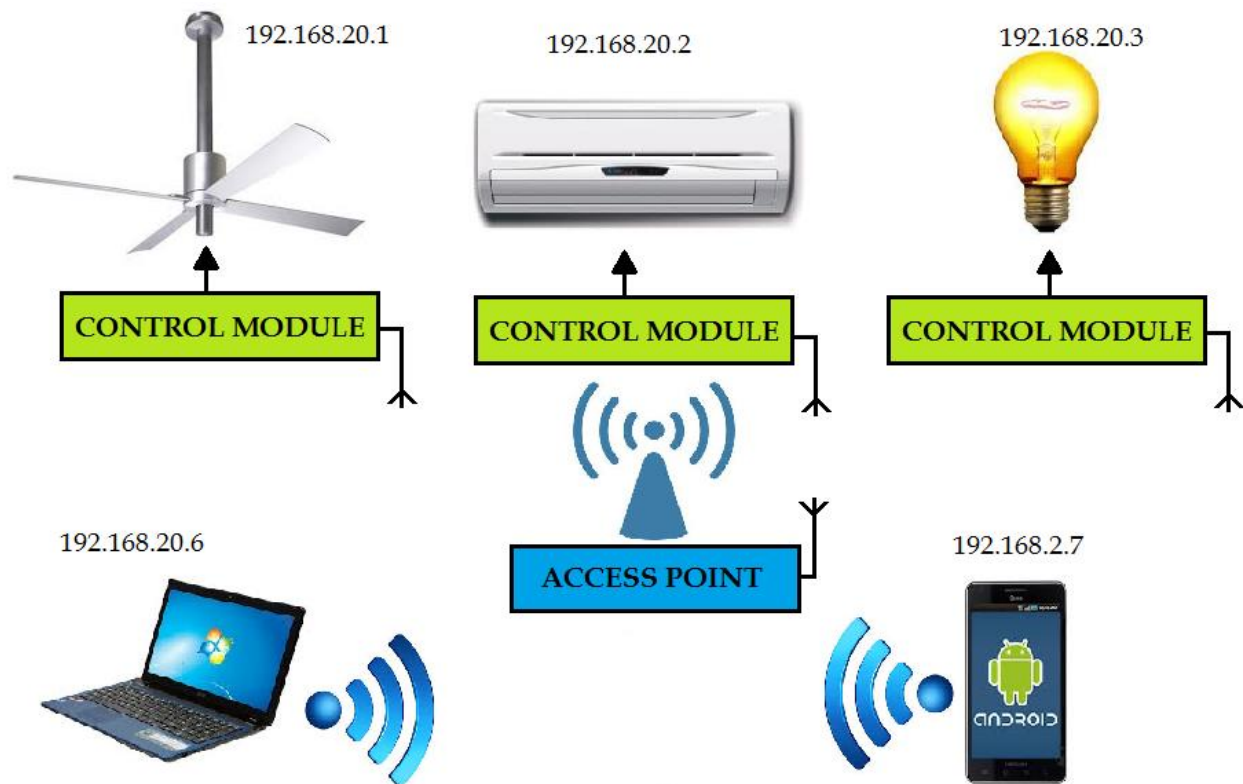 192.168.20.1
192.168.20.2
192.168.20.3
CONTROL MODULE
CONTROL MODULE
CONTROL MODULE
192.168.20.6
ACCESS POINT
192.168.2.7
ANDROID